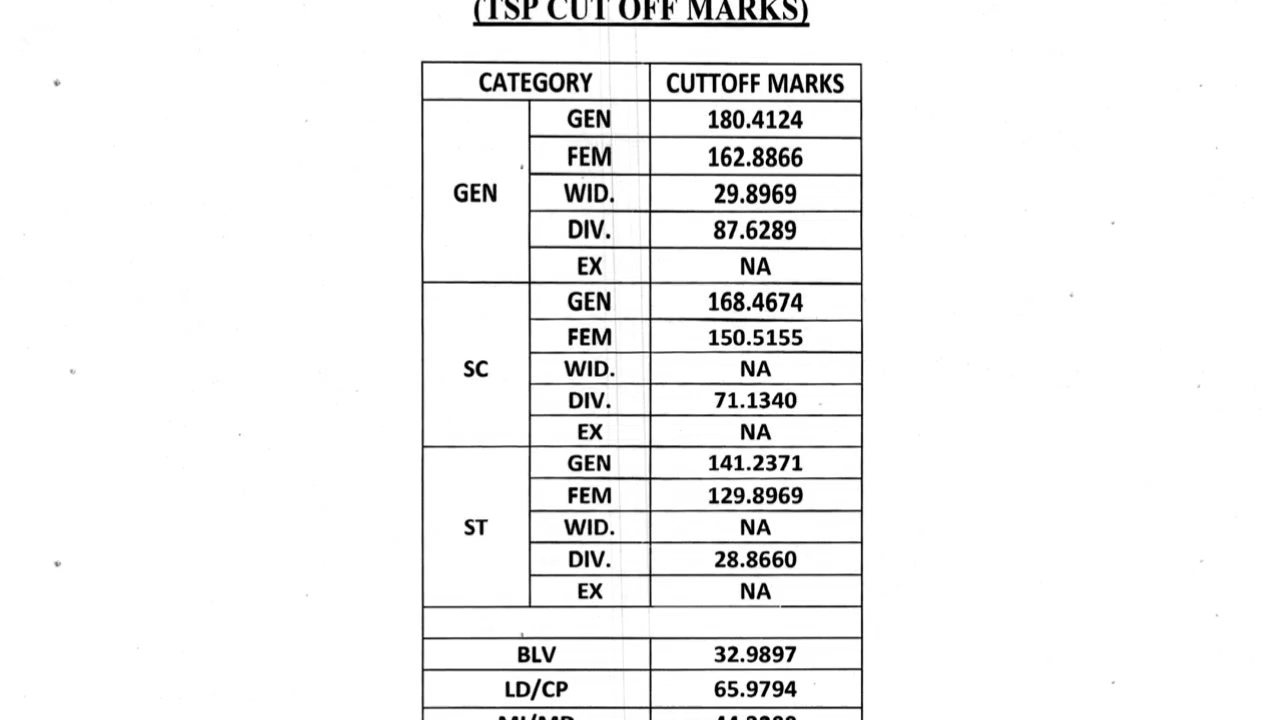 (TSP CUT OFF MARKS)
CATEGORY CUTTOFF MARKS
GEN GEN 180.4124
FEM 162.8866
WID. 29.8969
DIV. 87.6289
EX NA
SC GEN 168.4674
FEM 150.5155
WID. NA
DIV. 71.1340
EX NA
ST GEN 141.2371
FEM 129.8969
WID. NA
DIV. 28.8660
EX NA
BLV 32.9897
LD/CP 65.9794